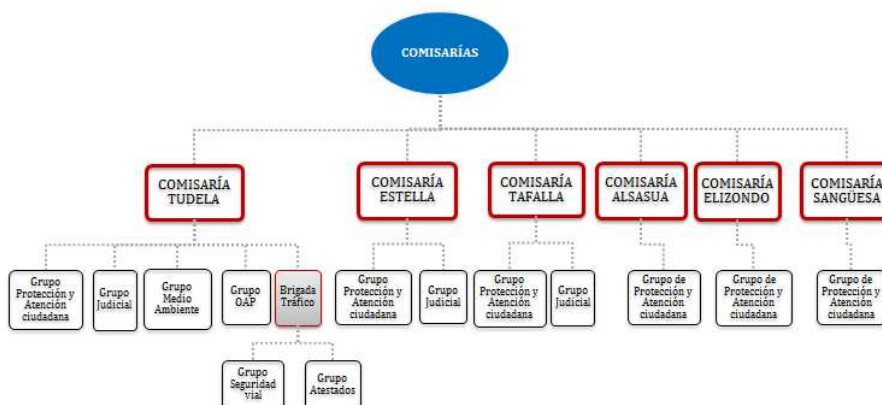 COMISARÍAS
COMISARÍA
TUDELA
COMISARÍA
ESTELLA
COMISARÍA
TAFALLA
COMISARÍA
ALSASUA
COMISARÍA
ELIZONDO
COMISARÍA
SANGÜESA
Grupo
Protección y
Atención
ciudadana
Grupo
Judicial
Grupo
Medio
Ambiente
Grupo
OAP
Brigada
Tráfico
Grupo
Protección y
Atención
ciudadana
Grupo
Judicial
Grupo
Protección y
Atención
ciudadana
Grupo
Judicial
Grupo de
Protección y
Atención
ciudadana
Grupo de
Protección y
Atención
ciudadana
Grupo de
Protección y
Atención
ciudadana
Grupo
Seguridad
vial
Grupo
Atestados